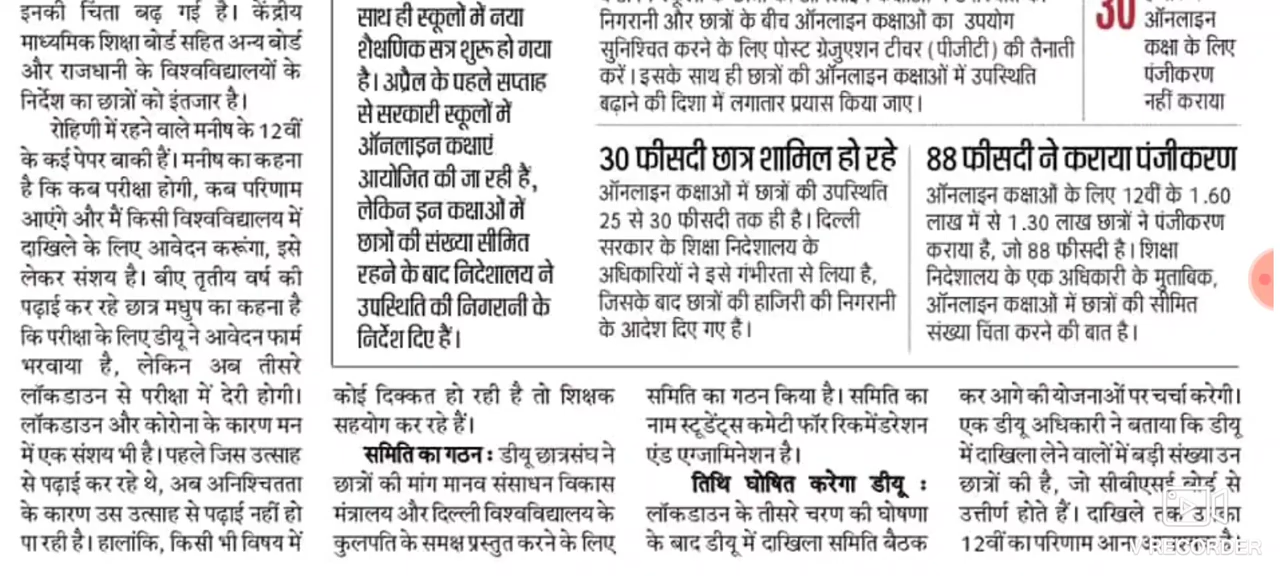 इनकी चिंता बढ़ गई है। केंद्रीय
माध्यमिक शिक्षा बोर्ड सहित अन्य बोर्ड
और राजधानी के विश्वविद्यालयों के
निर्देश का छात्रों को इंतजार है।
रोहिणी में रहने वाले मनीष के 12वीं
के कई पेपर बाकी हैं। मनीष का कहना
है कि कब परीक्षा होगी, कब परिणाम
आएंगे और मैं किसी विश्वविद्यालय में
दाखिले के लिए आवेदन करूंगा, इसे
लेकर संशय है। बीए तृतीय वर्ष की
पढ़ाई कर रहे छात्र मधुप का कहना है
कि परीक्षा के लिए डीयू ने आवेदन फार्म
भरवाया है, लेकिन अब तीसरे
लॉकडाउन से परीक्षा में देरी होगी।
लॉकडाउन और कोरोना के कारण मन
में एक संशय भी है। पहले जिस उत्साह
से पढ़ाई कर रहे थे, अब अनिश्चितता
के कारण उस उत्साह से पढ़ाई नहीं हो
पा रही है। हालांकि, किसी भी विषय में
साथ ही स्कूलों में नया
शैक्षणिक सत्र शुरू हो गया
है। अप्रैल के पहले सप्ताह
से सरकारी स्कूलों में
ऑनलाइन कक्षाएं
आयोजित की जा रही हैं,
लेकिन इन कक्षाओं में
छात्रों की संख्या सीमित
रहने के बाद निदेशालय ने
उपस्थिति की निगरानी के
निर्देश दिए हैं।
निगरानी और छात्रों के बीच ऑनलाइन कक्षाओं का उपयोग
सुनिश्चित करने के लिए पोस्ट ग्रेजुएशन टीचर (पीजीटी) की तैनाती
करें। इसके साथ ही छात्रों की ऑनलाइन कक्षाओं में उपस्थिति
बढ़ाने की दिशा में लगातार प्रयास किया जाए।
30
ऑनलाइन
कक्षा के लिए
पंजीकरण
नहीं कराया
30 फीसदी छात्र शामिल हो रहे
ऑनलाइन कक्षाओं में छात्रों की उपस्थिति
25 से 30 फीसदी तक ही है। दिल्ली
सरकार के शिक्षा निदेशालय के
अधिकारियों ने इसे गंभीरता से लिया है,
जिसके बाद छात्रों की हाजिरी की निगरानी
के आदेश दिए गए है।
88 फीसदी ने कराया पंजीकरण
ऑनलाइन कक्षाओं के लिए 12वीं के 1.60
लाख में से 1.30 लाख छात्रों ने पंजीकरण
कराया है, जो 88 फीसदी है। शिक्षा
निदेशालय के एक अधिकारी के मुताबिक,
ऑनलाइन कक्षाओं में छात्रों की सीमित
संख्या चिंता करने की बात है।
कोई दिक्कत हो रही है तो शिक्षक
सहयोग कर रहे हैं।
समिति का गठन : डीयू छात्रसंघ ने
छात्रों की मांग मानव संसाधन विकास
मंत्रालय और दिल्ली विश्वविद्यालय के
कुलपति के समक्ष प्रस्तुत करने के लिए
समिति का गठन किया है। समिति का
नाम स्टूडेंट्स कमेटी फॉर रिकमेंडरेशन
एंड एग्जामिनेशन है।
तिथि घोषित करेगा डीयू :
लॉकडाउन के तीसरे चरण की घोषणा
के बाद डीयू में दाखिला समिति बैठक
कर आगे की योजनाओं पर चर्चा करेगी।
एक डीयू अधिकारी ने बताया कि डीयू
में दाखिला लेने वालों में बड़ी संख्या उन
छात्रों की है, जो सीबीएसई बोर्ड से
उत्तीर्ण होते हैं। दाखिले तक
12वीं का परिणाम
V RECORDER